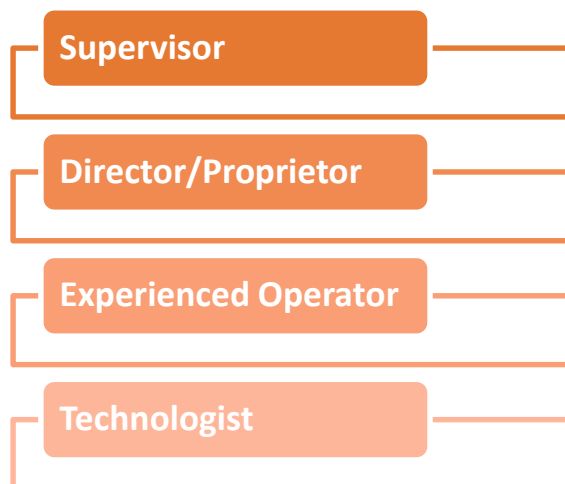 Supervisor
Director/Proprietor
Experienced Operator
Technologist